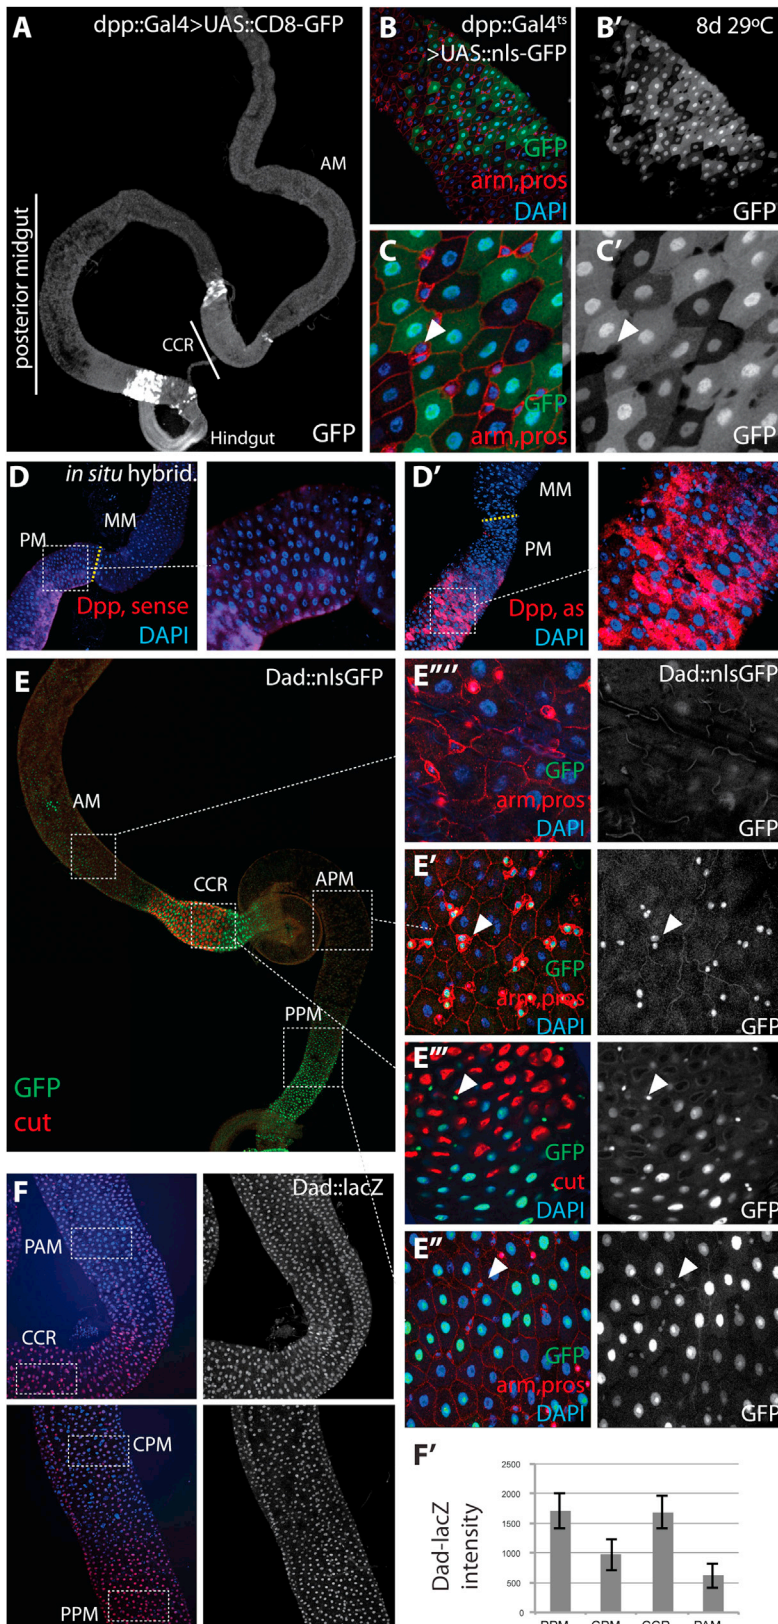 A
dpp::Gal4>UAS::CD8-GFP
AM
posterior midgut
CCR
Hindgut
GFP
B
dpp::Gal4ts
>UAS::nls-GFP
GFP
arm,pros
DAPI
B'
8d 29ºC
GFP
C
GFP
arm,pros
C'
GFP
D
in situ hybrid.
MM
PM
Dpp, sense
DAPI
D'
MM
PM
Dpp, as
DAPI
E
Dad::nlsGFP
AM
CCR
APM
PPM
GFP
cut
E''''
Dad::nlsGFP
GFP
arm,pros
DAPI
GFP
E'
GFP
arm,pros
DAPI
GFP
E'''
GFP
cut
DAPI
GFP
E''
GFP
arm,pros
DAPI
GFP
F
Dad::lacZ
PAM
CCR
CPM
PPM
F'
Dad-lacZ
intensity
2500
2000
1500
1000
500
0
PPM CPM CCR PAM